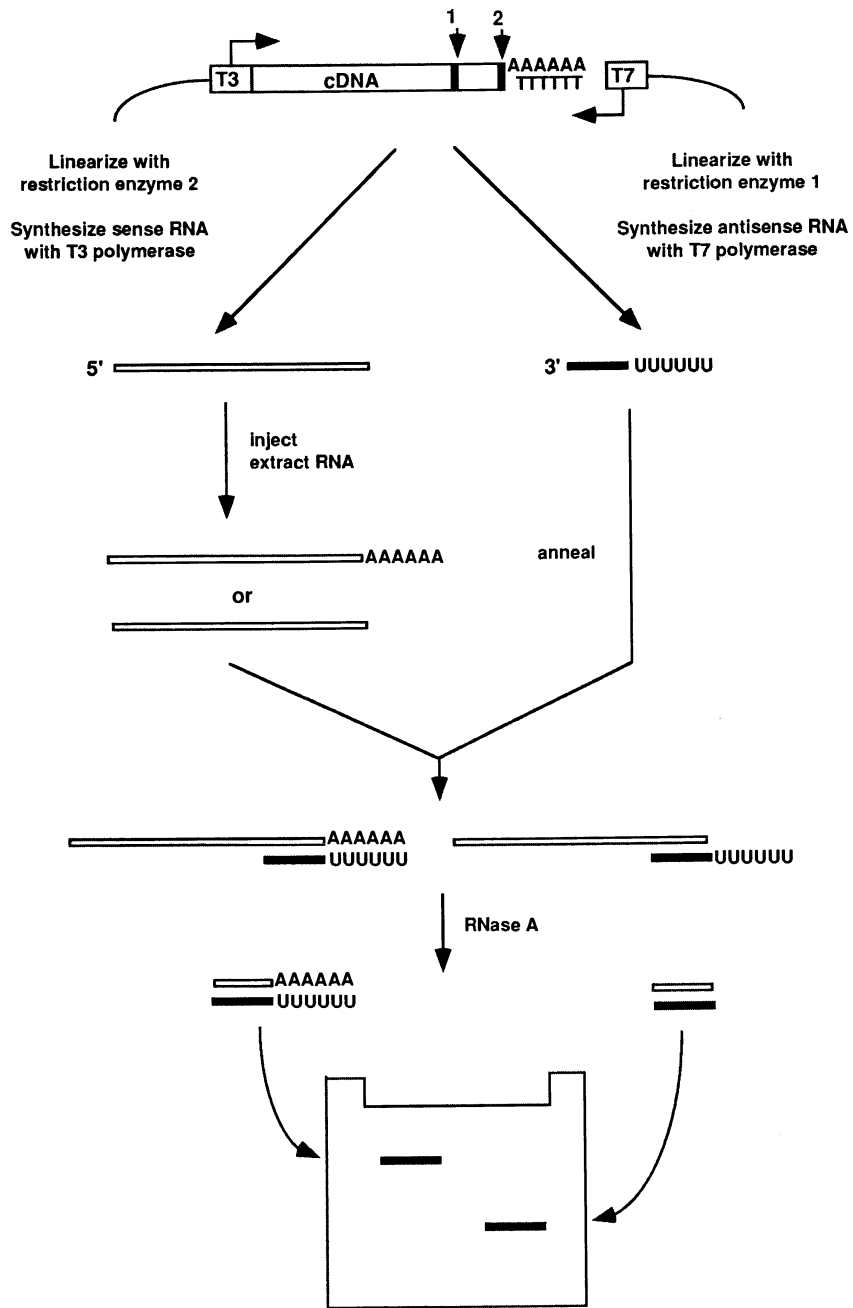 1 2
AAAAAA
T3 cDNA TTTTTT T7
Linearize with
restriction enzyme 2
Synthesize sense RNA
with T3 polymerase
Linearize with
restriction enzyme 1
Synthesize antisense RNA
with T7 polymerase
5'
3' UUUUUU
inject
extract RNA
AAAAAA
or
anneal
AAAAAA
UUUUUU
UUUUUU
RNase A
AAAAAA
UUUUUU